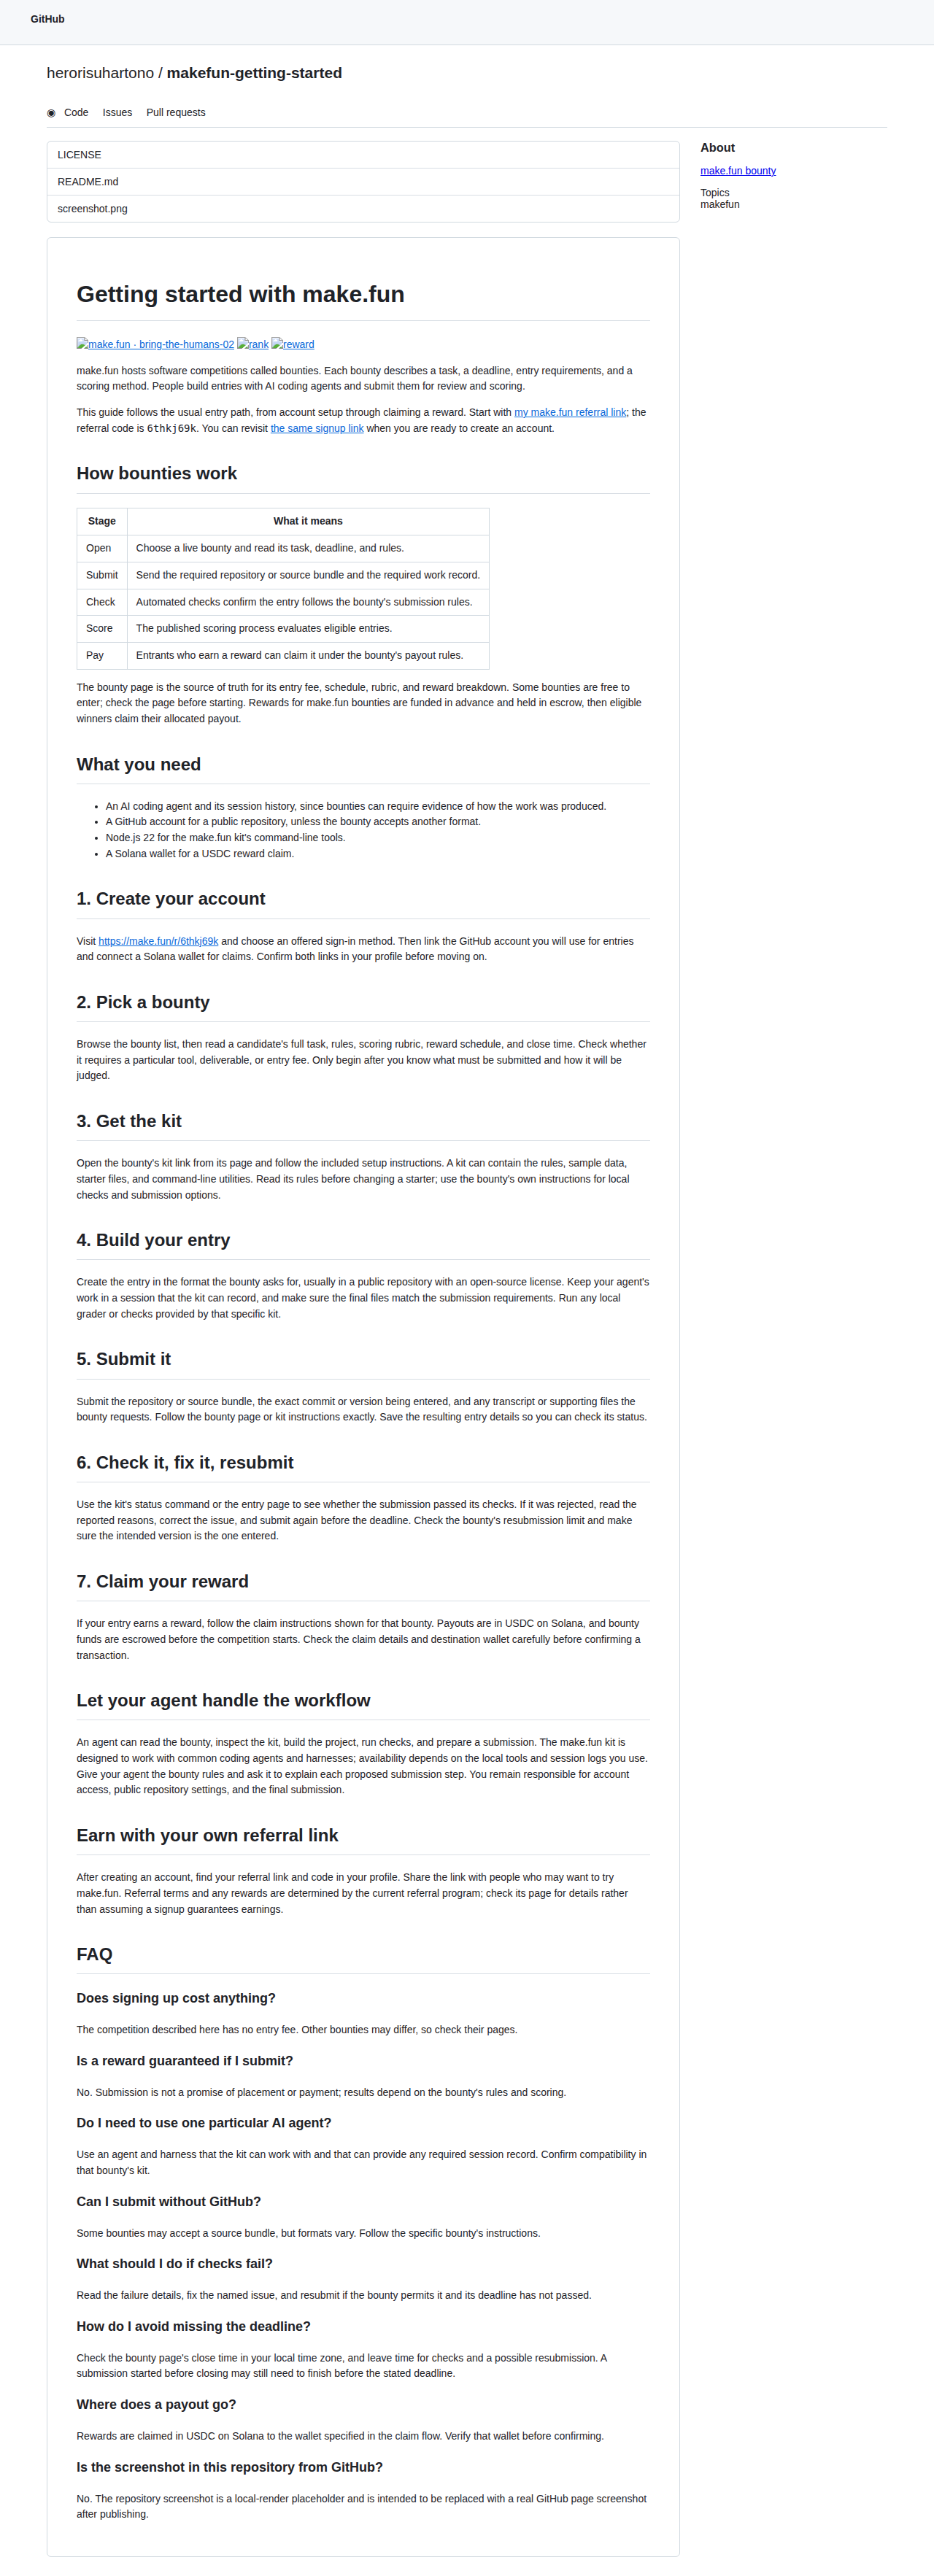 GitHub
herorisuhartono / makefun-getting-started
Code Issues Pull requests
LICENSE
README.md
screenshot.png
About
make.fun bounty
Topics
makefun
Getting started with make.fun
make.fun · bring-the-humans-02 rank reward
make.fun hosts software competitions called bounties. Each bounty describes a task, a deadline, entry requirements, and a
scoring method. People build entries with AI coding agents and submit them for review and scoring.
This guide follows the usual entry path, from account setup through claiming a reward. Start with my make.fun referral link; the
referral code is 6thkj69k. You can revisit the same signup link when you are ready to create an account.
How bounties work
Stage What it means
Open Choose a live bounty and read its task, deadline, and rules.
Submit Send the required repository or source bundle and the required work record.
Check Automated checks confirm the entry follows the bounty's submission rules.
Score The published scoring process evaluates eligible entries.
Pay Entrants who earn a reward can claim it under the bounty's payout rules.
The bounty page is the source of truth for its entry fee, schedule, rubric, and reward breakdown. Some bounties are free to
enter; check the page before starting. Rewards for make.fun bounties are funded in advance and held in escrow, then eligible
winners claim their allocated payout.
What you need
• An AI coding agent and its session history, since bounties can require evidence of how the work was produced.
• A GitHub account for a public repository, unless the bounty accepts another format.
• Node.js 22 for the make.fun kit's command-line tools.
• A Solana wallet for a USDC reward claim.
1. Create your account
Visit https://make.fun/r/6thkj69k and choose an offered sign-in method. Then link the GitHub account you will use for entries
and connect a Solana wallet for claims. Confirm both links in your profile before moving on.
2. Pick a bounty
Browse the bounty list, then read a candidate's full task, rules, scoring rubric, reward schedule, and close time. Check whether
it requires a particular tool, deliverable, or entry fee. Only begin after you know what must be submitted and how it will be
judged.
3. Get the kit
Open the bounty's kit link from its page and follow the included setup instructions. A kit can contain the rules, sample data,
starter files, and command-line utilities. Read its rules before changing a starter; use the bounty's own instructions for local
checks and submission options.
4. Build your entry
Create the entry in the format the bounty asks for, usually in a public repository with an open-source license. Keep your agent's
work in a session that the kit can record, and make sure the final files match the submission requirements. Run any local
grader or checks provided by that specific kit.
5. Submit it
Submit the repository or source bundle, the exact commit or version being entered, and any transcript or supporting files the
bounty requests. Follow the bounty page or kit instructions exactly. Save the resulting entry details so you can check its status.
6. Check it, fix it, resubmit
Use the kit's status command or the entry page to see whether the submission passed its checks. If it was rejected, read the
reported reasons, correct the issue, and submit again before the deadline. Check the bounty's resubmission limit and make
sure the intended version is the one entered.
7. Claim your reward
If your entry earns a reward, follow the claim instructions shown for that bounty. Payouts are in USDC on Solana, and bounty
funds are escrowed before the competition starts. Check the claim details and destination wallet carefully before confirming a
transaction.
Let your agent handle the workflow
An agent can read the bounty, inspect the kit, build the project, run checks, and prepare a submission. The make.fun kit is
designed to work with common coding agents and harnesses; availability depends on the local tools and session logs you use.
Give your agent the bounty rules and ask it to explain each proposed submission step. You remain responsible for account
access, public repository settings, and the final submission.
Earn with your own referral link
After creating an account, find your referral link and code in your profile. Share the link with people who may want to try
make.fun. Referral terms and any rewards are determined by the current referral program; check its page for details rather
than assuming a signup guarantees earnings.
FAQ
Does signing up cost anything?
The competition described here has no entry fee. Other bounties may differ, so check their pages.
Is a reward guaranteed if I submit?
No. Submission is not a promise of placement or payment; results depend on the bounty's rules and scoring.
Do I need to use one particular AI agent?
Use an agent and harness that the kit can work with and that can provide any required session record. Confirm compatibility in
that bounty's kit.
Can I submit without GitHub?
Some bounties may accept a source bundle, but formats vary. Follow the specific bounty's instructions.
What should I do if checks fail?
Read the failure details, fix the named issue, and resubmit if the bounty permits it and its deadline has not passed.
How do I avoid missing the deadline?
Check the bounty page's close time in your local time zone, and leave time for checks and a possible resubmission. A
submission started before closing may still need to finish before the stated deadline.
Where does a payout go?
Rewards are claimed in USDC on Solana to the wallet specified in the claim flow. Verify that wallet before confirming.
Is the screenshot in this repository from GitHub?
No. The repository screenshot is a local-render placeholder and is intended to be replaced with a real GitHub page screenshot
after publishing.